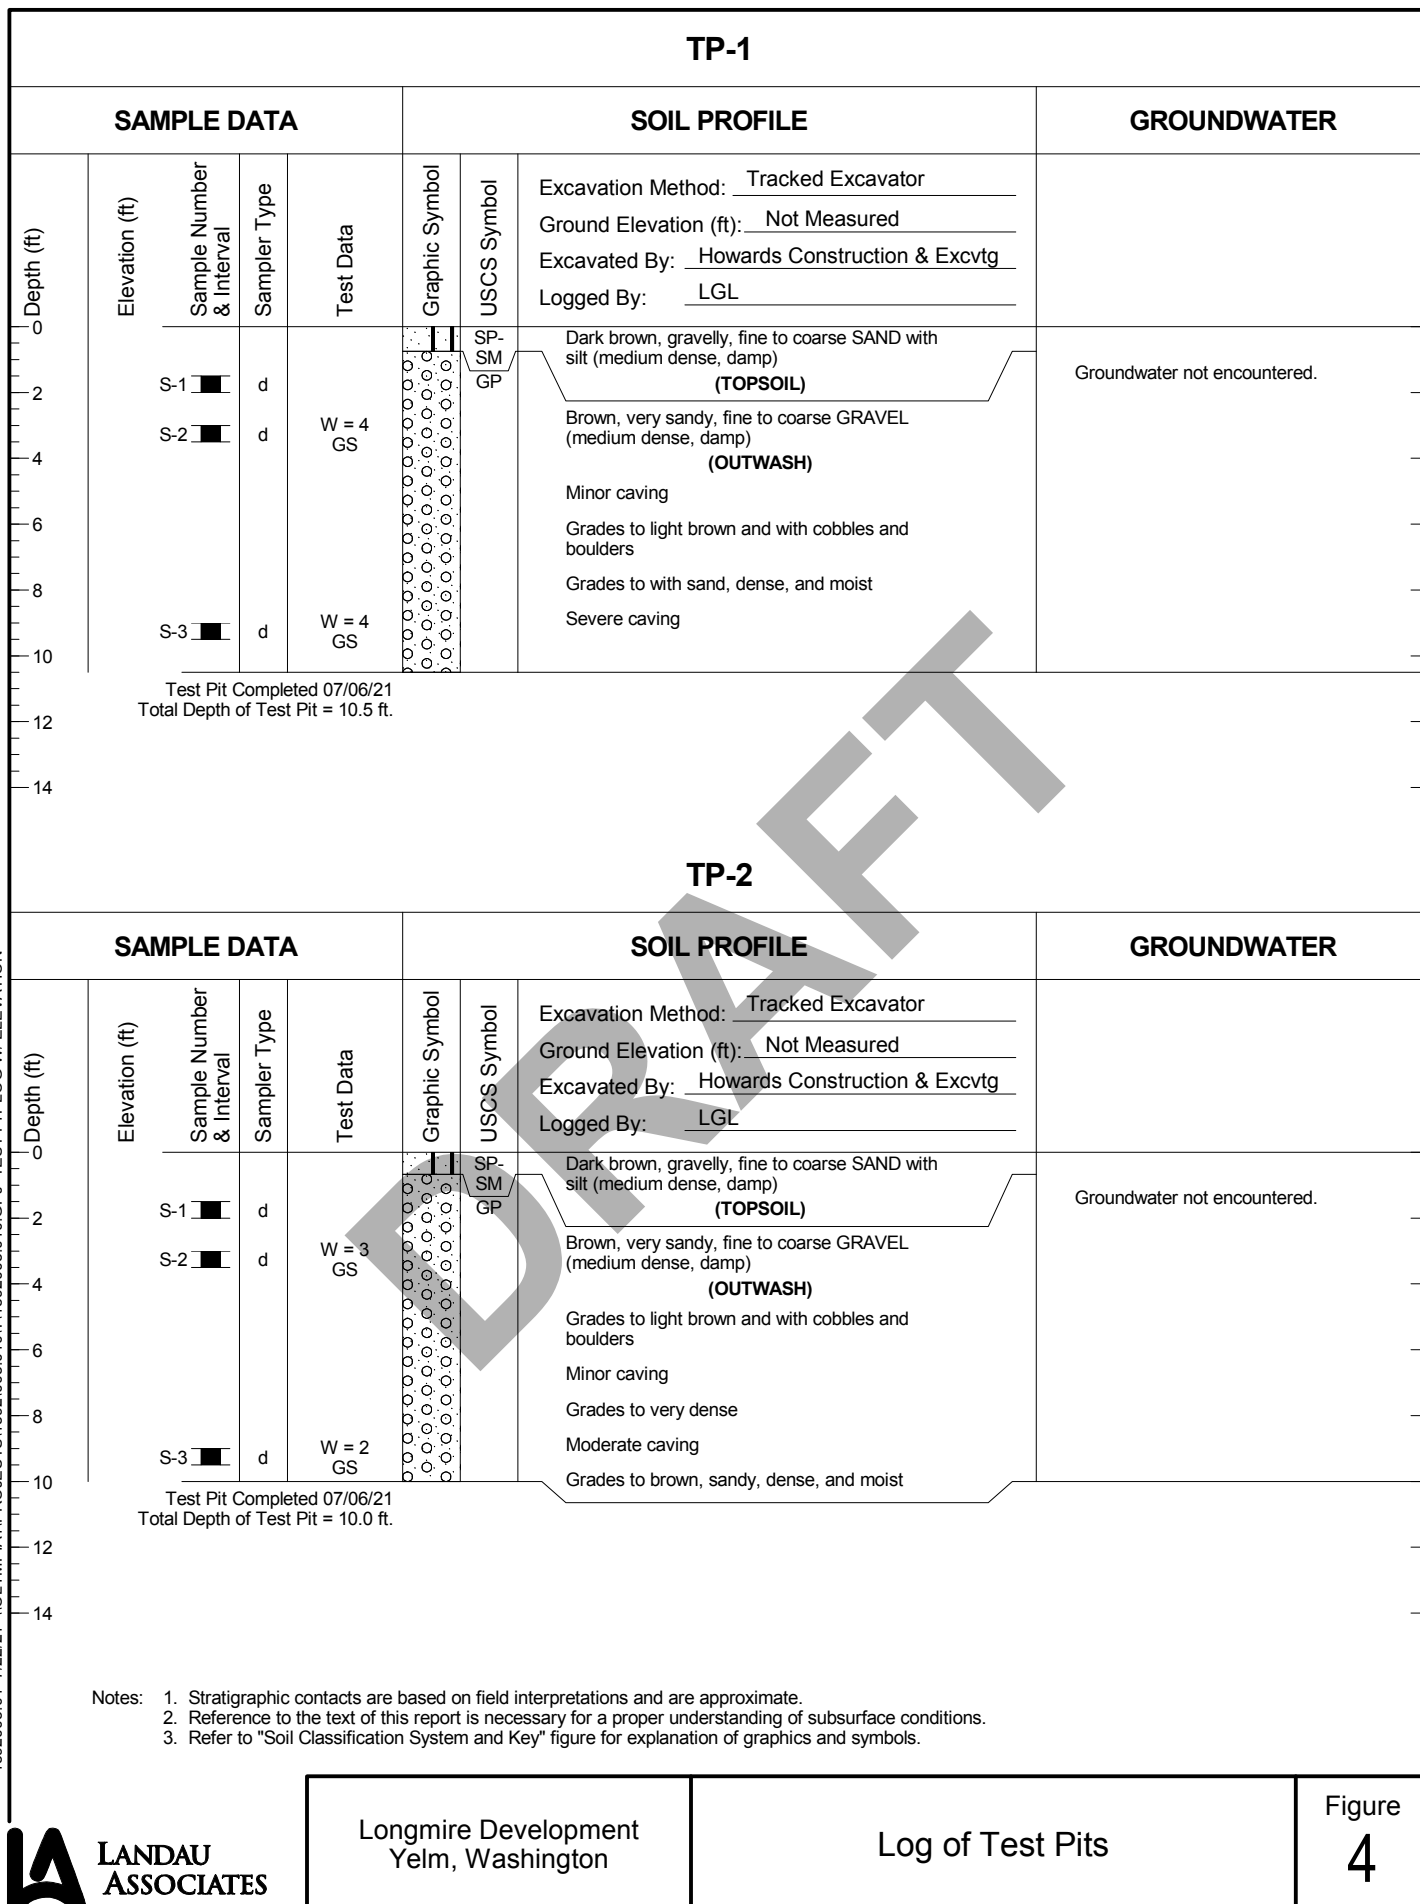 TP-1
SAMPLE DATA
SOIL PROFILE
GROUNDWATER
Depth (ft)
Elevation (ft)
Sample Number
& Interval
Sampler Type
Test Data
Graphic Symbol
USCS Symbol
Excavation Method: Tracked Excavator
Ground Elevation (ft): Not Measured
Excavated By: Howards Construction & Excvtg
Logged By: LGL
0
2
4
6
8
10
12
14
S-1 d
S-2 d W = 4
GS
S-3 d W = 4
GS
SP-
SM
GP
Dark brown, gravelly, fine to coarse SAND with
silt (medium dense, damp)
(TOPSOIL)
Brown, very sandy, fine to coarse GRAVEL
(medium dense, damp)
(OUTWASH)
Minor caving
Grades to light brown and with cobbles and
boulders
Grades to with sand, dense, and moist
Severe caving
Groundwater not encountered.
Test Pit Completed 07/06/21
Total Depth of Test Pit = 10.5 ft.
TP-2
SAMPLE DATA
SOIL PROFILE
GROUNDWATER
Depth (ft)
Elevation (ft)
Sample Number
& Interval
Sampler Type
Test Data
Graphic Symbol
USCS Symbol
Excavation Method: Tracked Excavator
Ground Elevation (ft): Not Measured
Excavated By: Howards Construction & Excvtg
Logged By: LGL
0
2
4
6
8
10
12
14
S-1 d
S-2 d W = 3
GS
S-3 d W = 2
GS
SP-
SM
GP
Dark brown, gravelly, fine to coarse SAND with
silt (medium dense, damp)
(TOPSOIL)
Brown, very sandy, fine to coarse GRAVEL
(medium dense, damp)
(OUTWASH)
Grades to light brown and with cobbles and
boulders
Minor caving
Grades to very dense
Moderate caving
Grades to brown, sandy, dense, and moist
Groundwater not encountered.
Test Pit Completed 07/06/21
Total Depth of Test Pit = 10.0 ft.
DRAFT
Notes: 1. Stratigraphic contacts are based on field interpretations and are approximate.
2. Reference to the text of this report is necessary for a proper understanding of subsurface conditions.
3. Refer to "Soil Classification System and Key" figure for explanation of graphics and symbols.
LANDAU
ASSOCIATES
Longmire Development
Yelm, Washington
Log of Test Pits
Figure
4